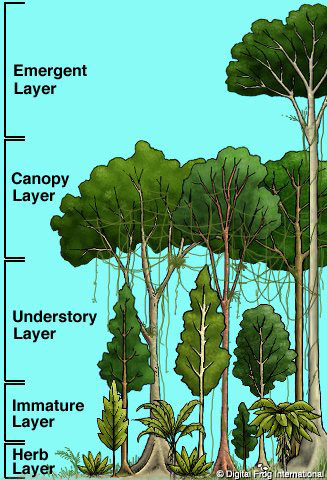 Emergent
Layer
Canopy
Layer
Understory
Layer
Immature
Layer
Herb
Layer
© Digital Frog International